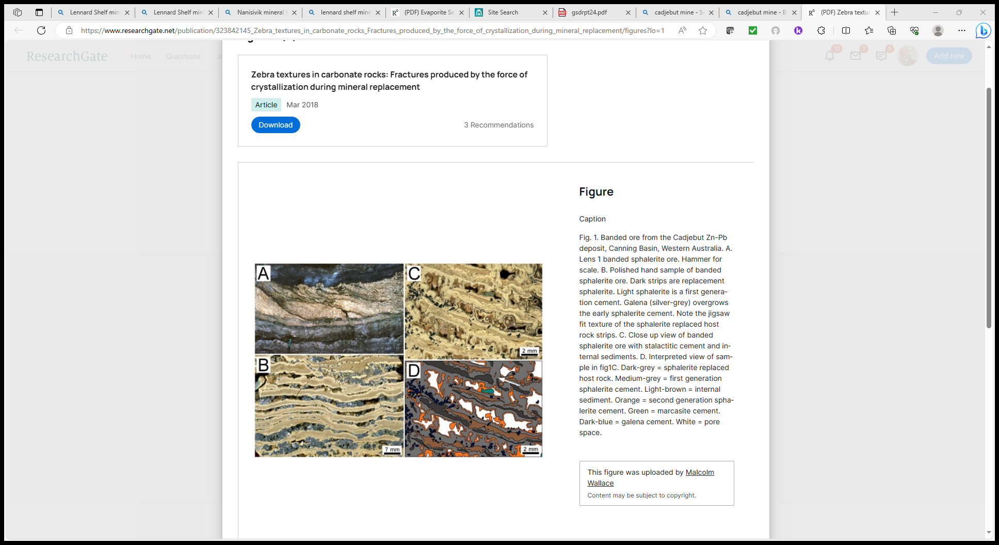 Lennard Shelf min
Lennard Shelf min
Nanisivik mineral t
lennard shelf mine
(PDF) Evaporite Se
Site Search
gsdrpt24.pdf
cadjebut mine - S
cadjebut mine - B
(PDF) Zebra textur
https://www.researchgate.net/publication/323842145_Zebra_textures_in_carbonate_rocks_Fractures_produced_by_the_force_of_crystallization_during_mineral_replacement/figures?lo=1
ResearchGate
Home
Questions
Jo
12
2
5
Add new
Zebra textures in carbonate rocks: Fractures produced by the force of
crystallization during mineral replacement
Article
Mar 2018
Download
3 Recommendations
A
C
2 mm
B
7 mm
D
2 mm
Figure
Caption
Fig. 1. Banded ore from the Cadjebut Zn-Pb
deposit, Canning Basin, Western Australia. A.
Lens 1 banded sphalerite ore. Hammer for
scale. B. Polished hand sample of banded
sphalerite ore. Dark strips are replacement
sphalerite. Light sphalerite is a first genera-
tion cement. Galena (silver-grey) overgrows
the early sphalerite cement. Note the jigsaw
fit texture of the sphalerite replaced host
rock strips. C. Close up view of banded
sphalerite ore with stalactitic cement and in-
ternal sediments. D. Interpreted view of sam-
ple in fig1C. Dark-grey = sphalerite replaced
host rock. Medium-grey = first generation
sphalerite cement. Light-brown = internal
sediment. Orange = second generation spha-
lerite cement. Green = marcasite cement.
Dark-blue = galena cement. White = pore
space.
This figure was uploaded by Malcolm
Wallace
Content may be subject to copyright.